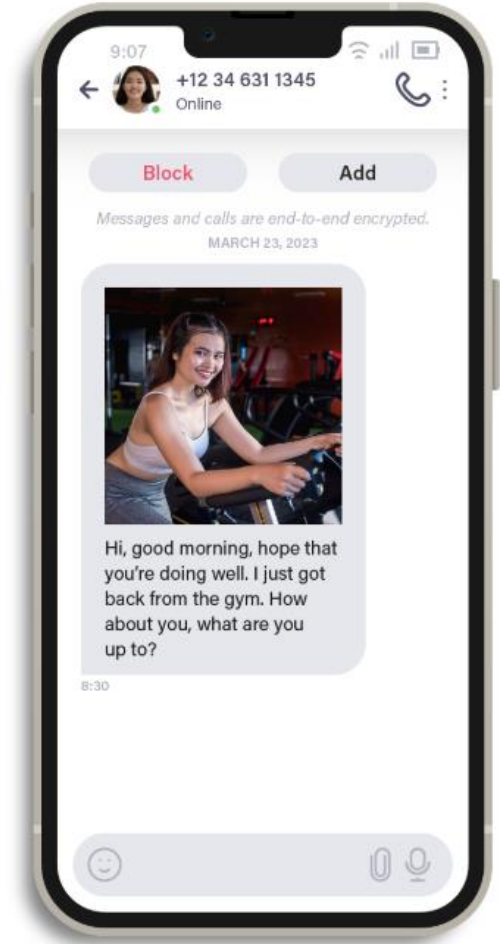 9:07
+12 34 631 1345
Online
Block
Add
Messages and calls are end-to-end encrypted.
MARCH 23, 2023
Hi, good morning, hope that
you're doing well. I just got
back from the gym. How
about you, what are you
up to?
8:30